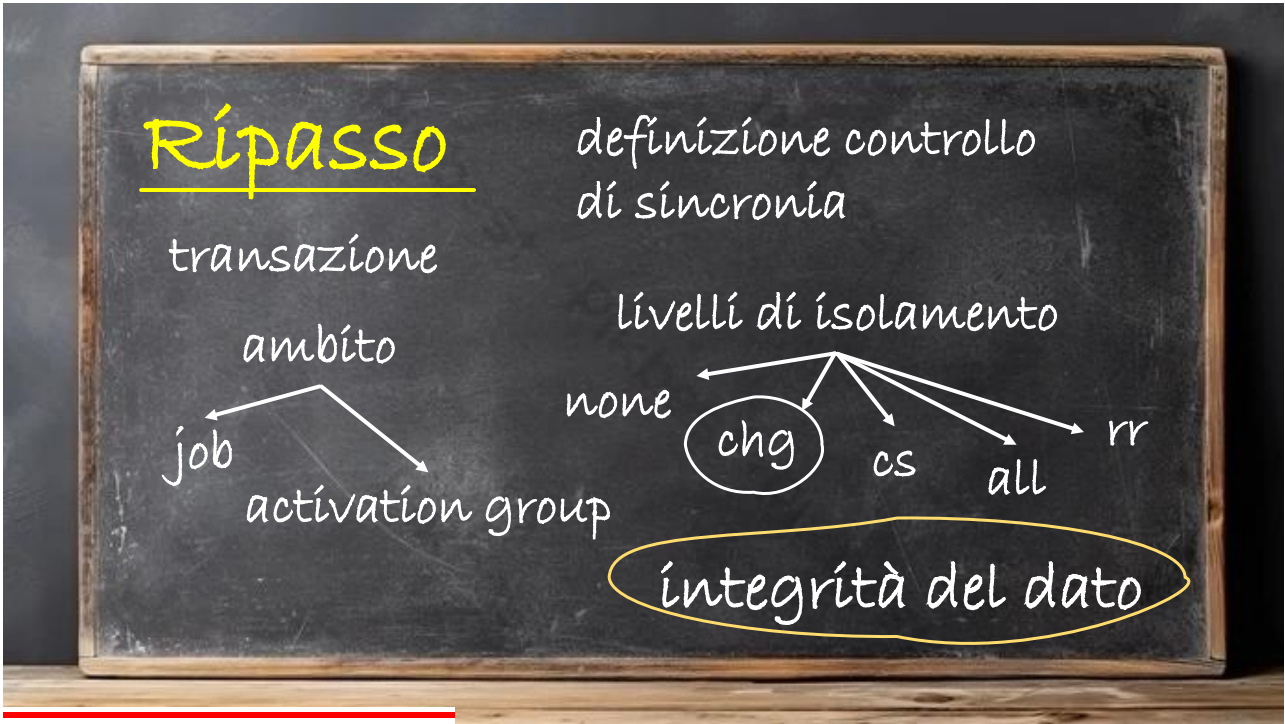 Ripasso
transazione
ambito
job
activation group
definizione controllo
di sincronia
livelli di isolamento
none
chg
cs
all
rr
integrità del dato